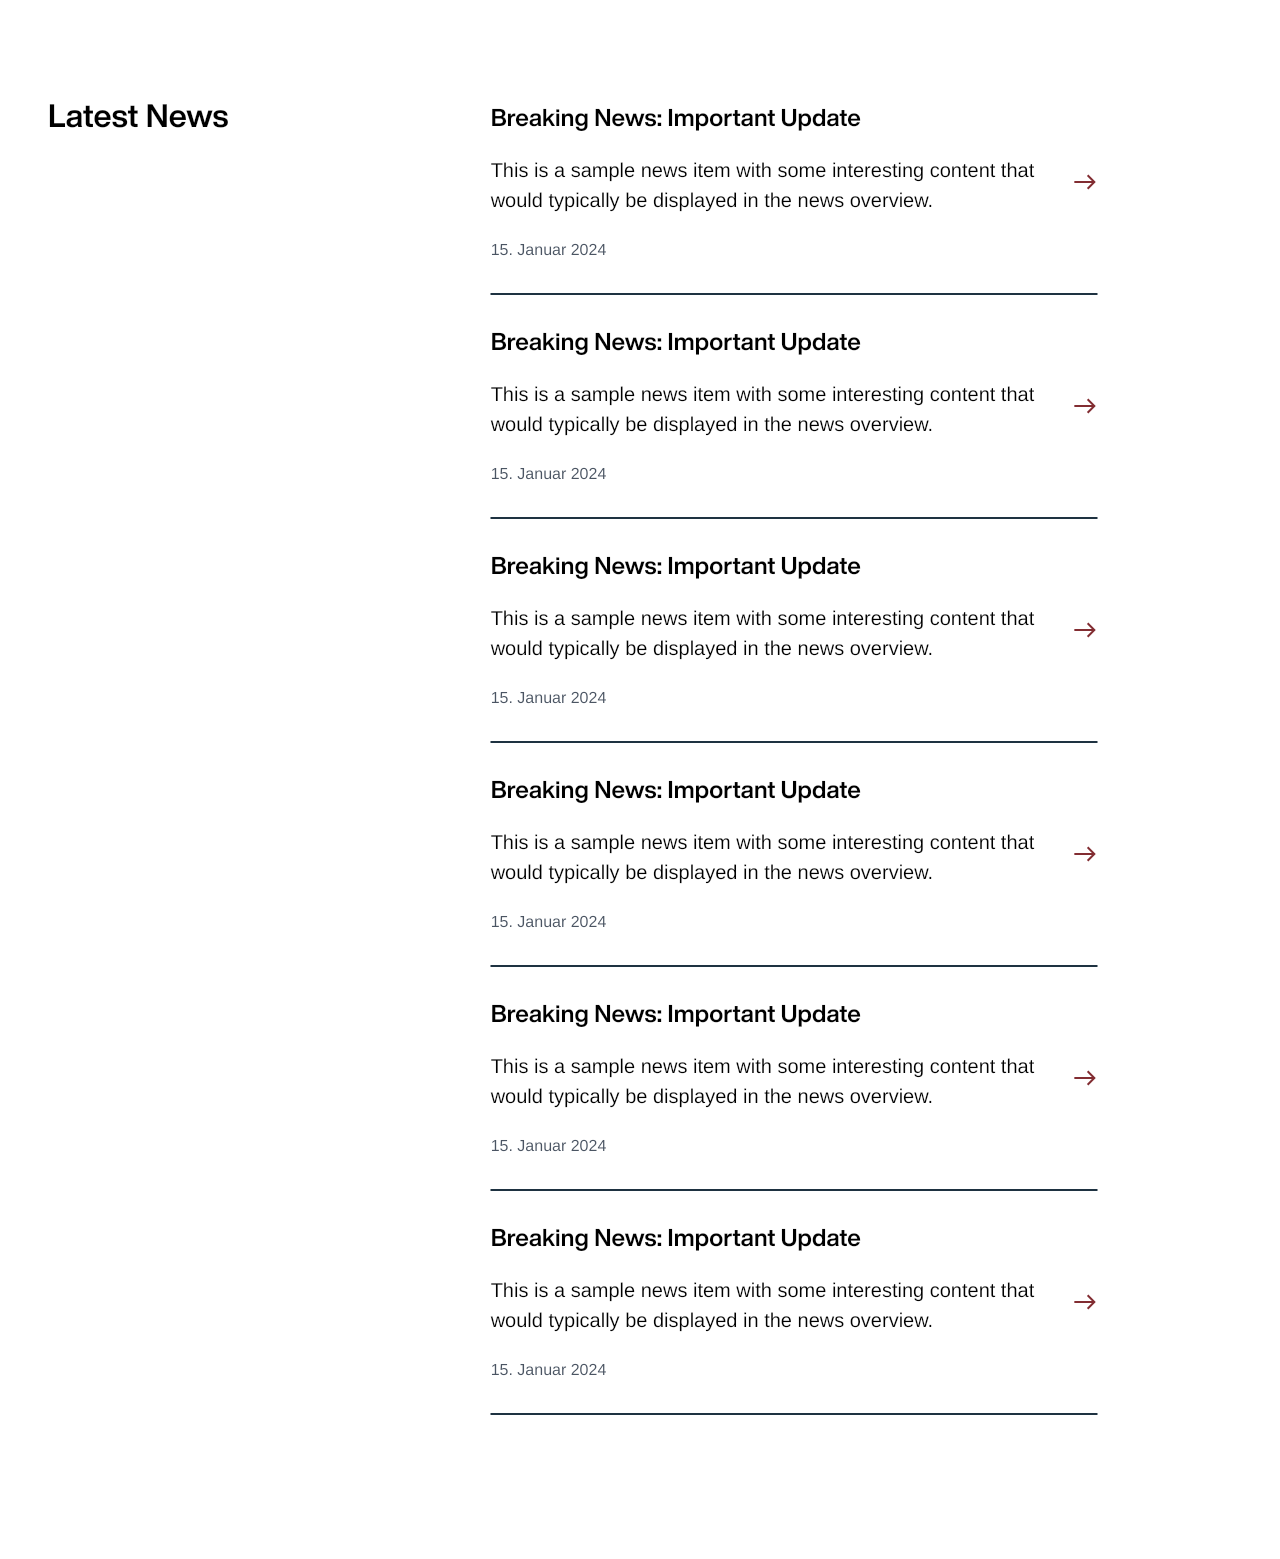 Latest News
Breaking News: Important Update
This is a sample news item with some interesting content that
would typically be displayed in the news overview.
15. Januar 2024
Breaking News: Important Update
This is a sample news item with some interesting content that
would typically be displayed in the news overview.
15. Januar 2024
Breaking News: Important Update
This is a sample news item with some interesting content that
would typically be displayed in the news overview.
15. Januar 2024
Breaking News: Important Update
This is a sample news item with some interesting content that
would typically be displayed in the news overview.
15. Januar 2024
Breaking News: Important Update
This is a sample news item with some interesting content that
would typically be displayed in the news overview.
15. Januar 2024
Breaking News: Important Update
This is a sample news item with some interesting content that
would typically be displayed in the news overview.
15. Januar 2024